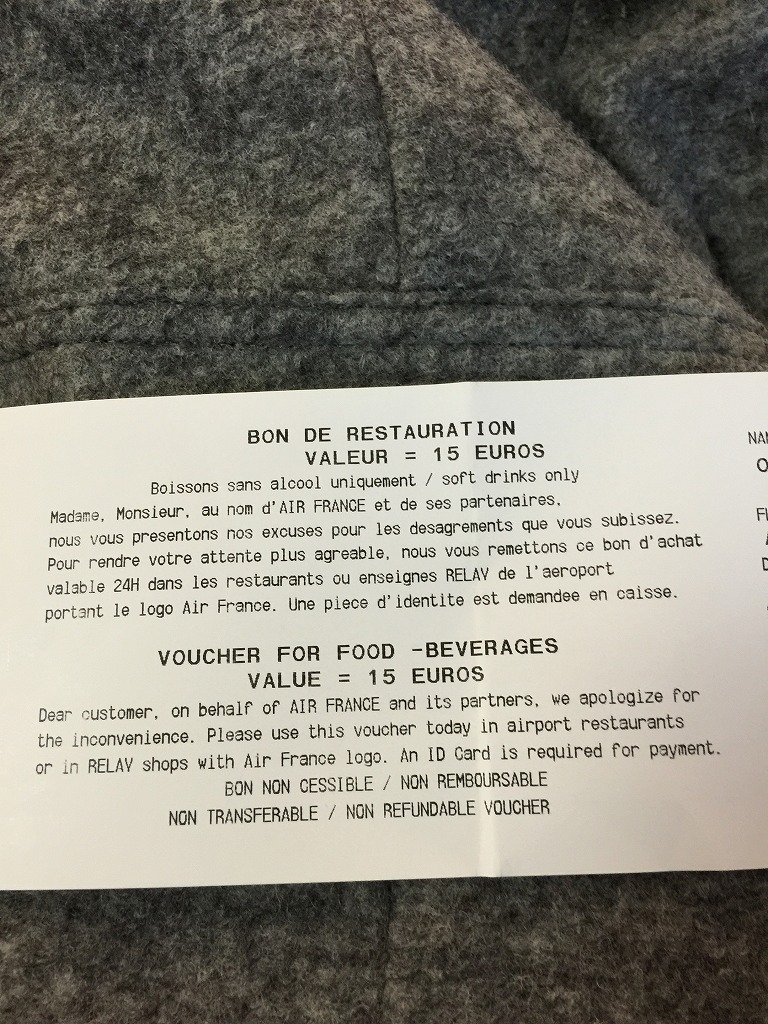 BON DE RESTAURATION
VALEUR = 15 EUROS
Boissons sans alcool uniquement / soft drinks only
Madame, Monsieur, au nom d'AIR FRANCE et de ses partenaires,
nous vous presentons nos excuses pour les desagrements que vous subissez.
Pour rendre votre attente plus agreable, nous vous remettons ce bon d'achat
valable 24H dans les restaurants ou enseignes RELAY de l'aeroport
portant le logo Air France. Une piece d'identite est demandee en caisse.
VOUCHER FOR FOOD -BEVERAGES
VALUE = 15 EUROS
Dear customer, on behalf of AIR FRANCE and its partners, we apologize for
the inconvenience. Please use this voucher today in airport restaurants
or in RELAY shops with Air France logo. An ID Card is required for payment.
BON NON CESSIBLE / NON REMBOURSABLE
NON TRANSFERABLE / NON REFUNDABLE VOUCHER